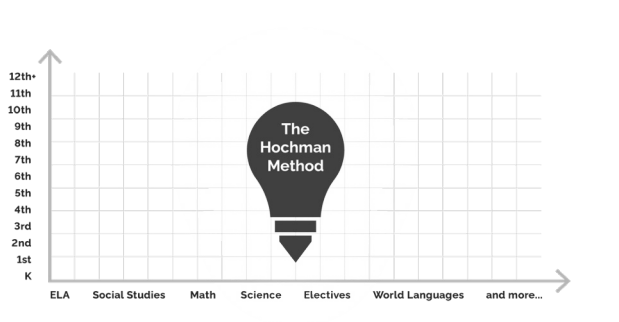 12th+
11th
10th
9th
8th
7th
6th
5th
4th
3rd
2nd
1st
K
The
Hochman
Method
ELA Social Studies Math Science Electives World Languages and more...